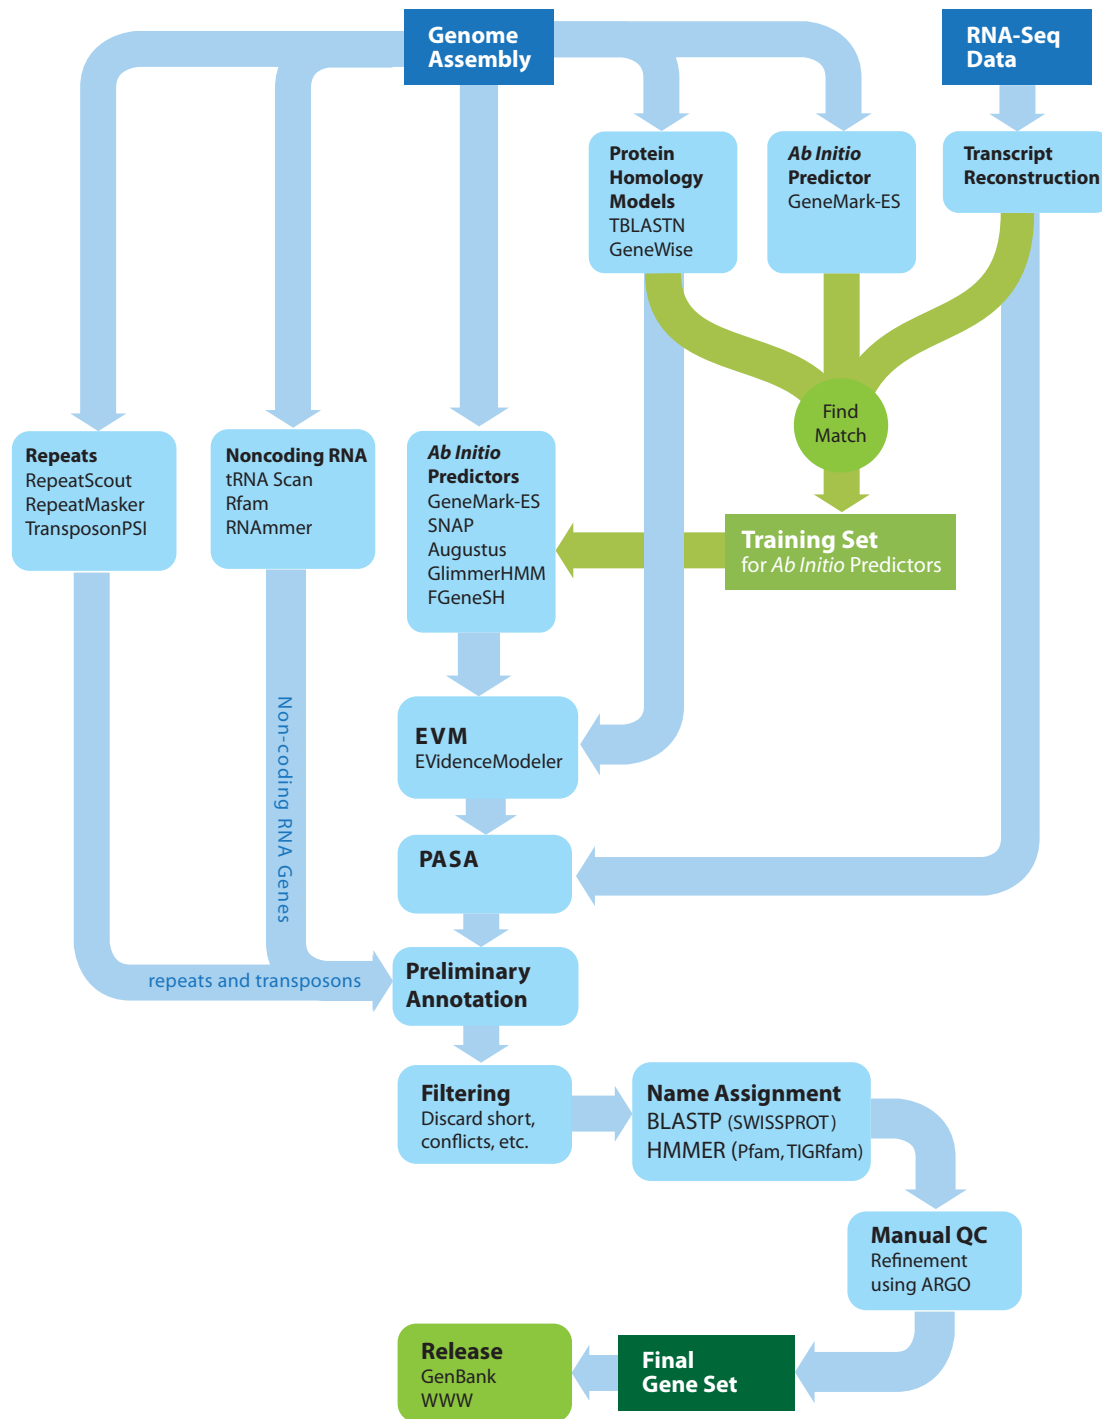 Genome
Assembly
RNA-Seq
Data
Protein
Homology
Models
TBLASTN
GeneWise
Ab Initio
Predictor
GeneMark-ES
Transcript
Reconstruction
Find
Match
Repeats
RepeatScout
RepeatMasker
TransposonPSI
Noncoding RNA
tRNA Scan
Rfam
RNAmmer
Ab Initio
Predictors
GeneMark-ES
SNAP
Augustus
GlimmerHMM
FGeneSH
Training Set
for Ab Initio Predictors
Non-coding RNA Genes
EVM
EVidenceModeler
PASA
repeats and transposons
Preliminary
Annotation
Filtering
Discard short,
conflicts, etc.
Name Assignment
BLASTP (SWISSPROT)
HMMER (Pfam, TIGRfam)
Manual QC
Refinement
using ARGO
Release
GenBank
WWW
Final
Gene Set